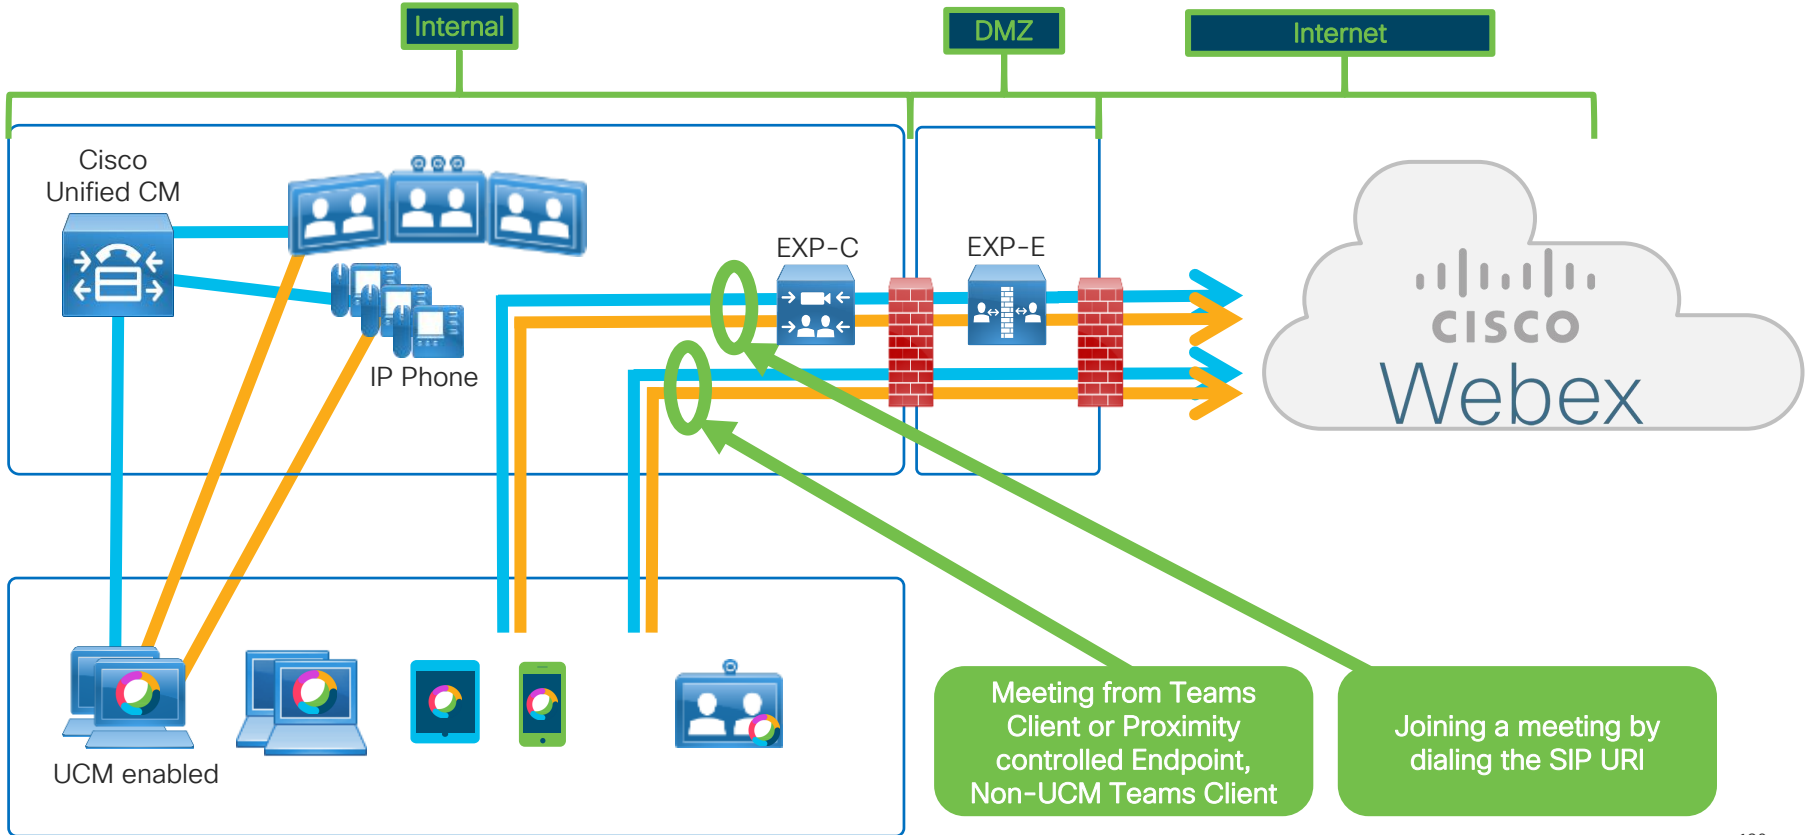 Internal
DMZ
Internet
Cisco
Unified CM
EXP-C
EXP-E
IP Phone
CISCO
Webex
UCM enabled
Meeting from Teams
Client or Proximity
controlled Endpoint,
Non-UCM Teams Client
Joining a meeting by
dialing the SIP URI